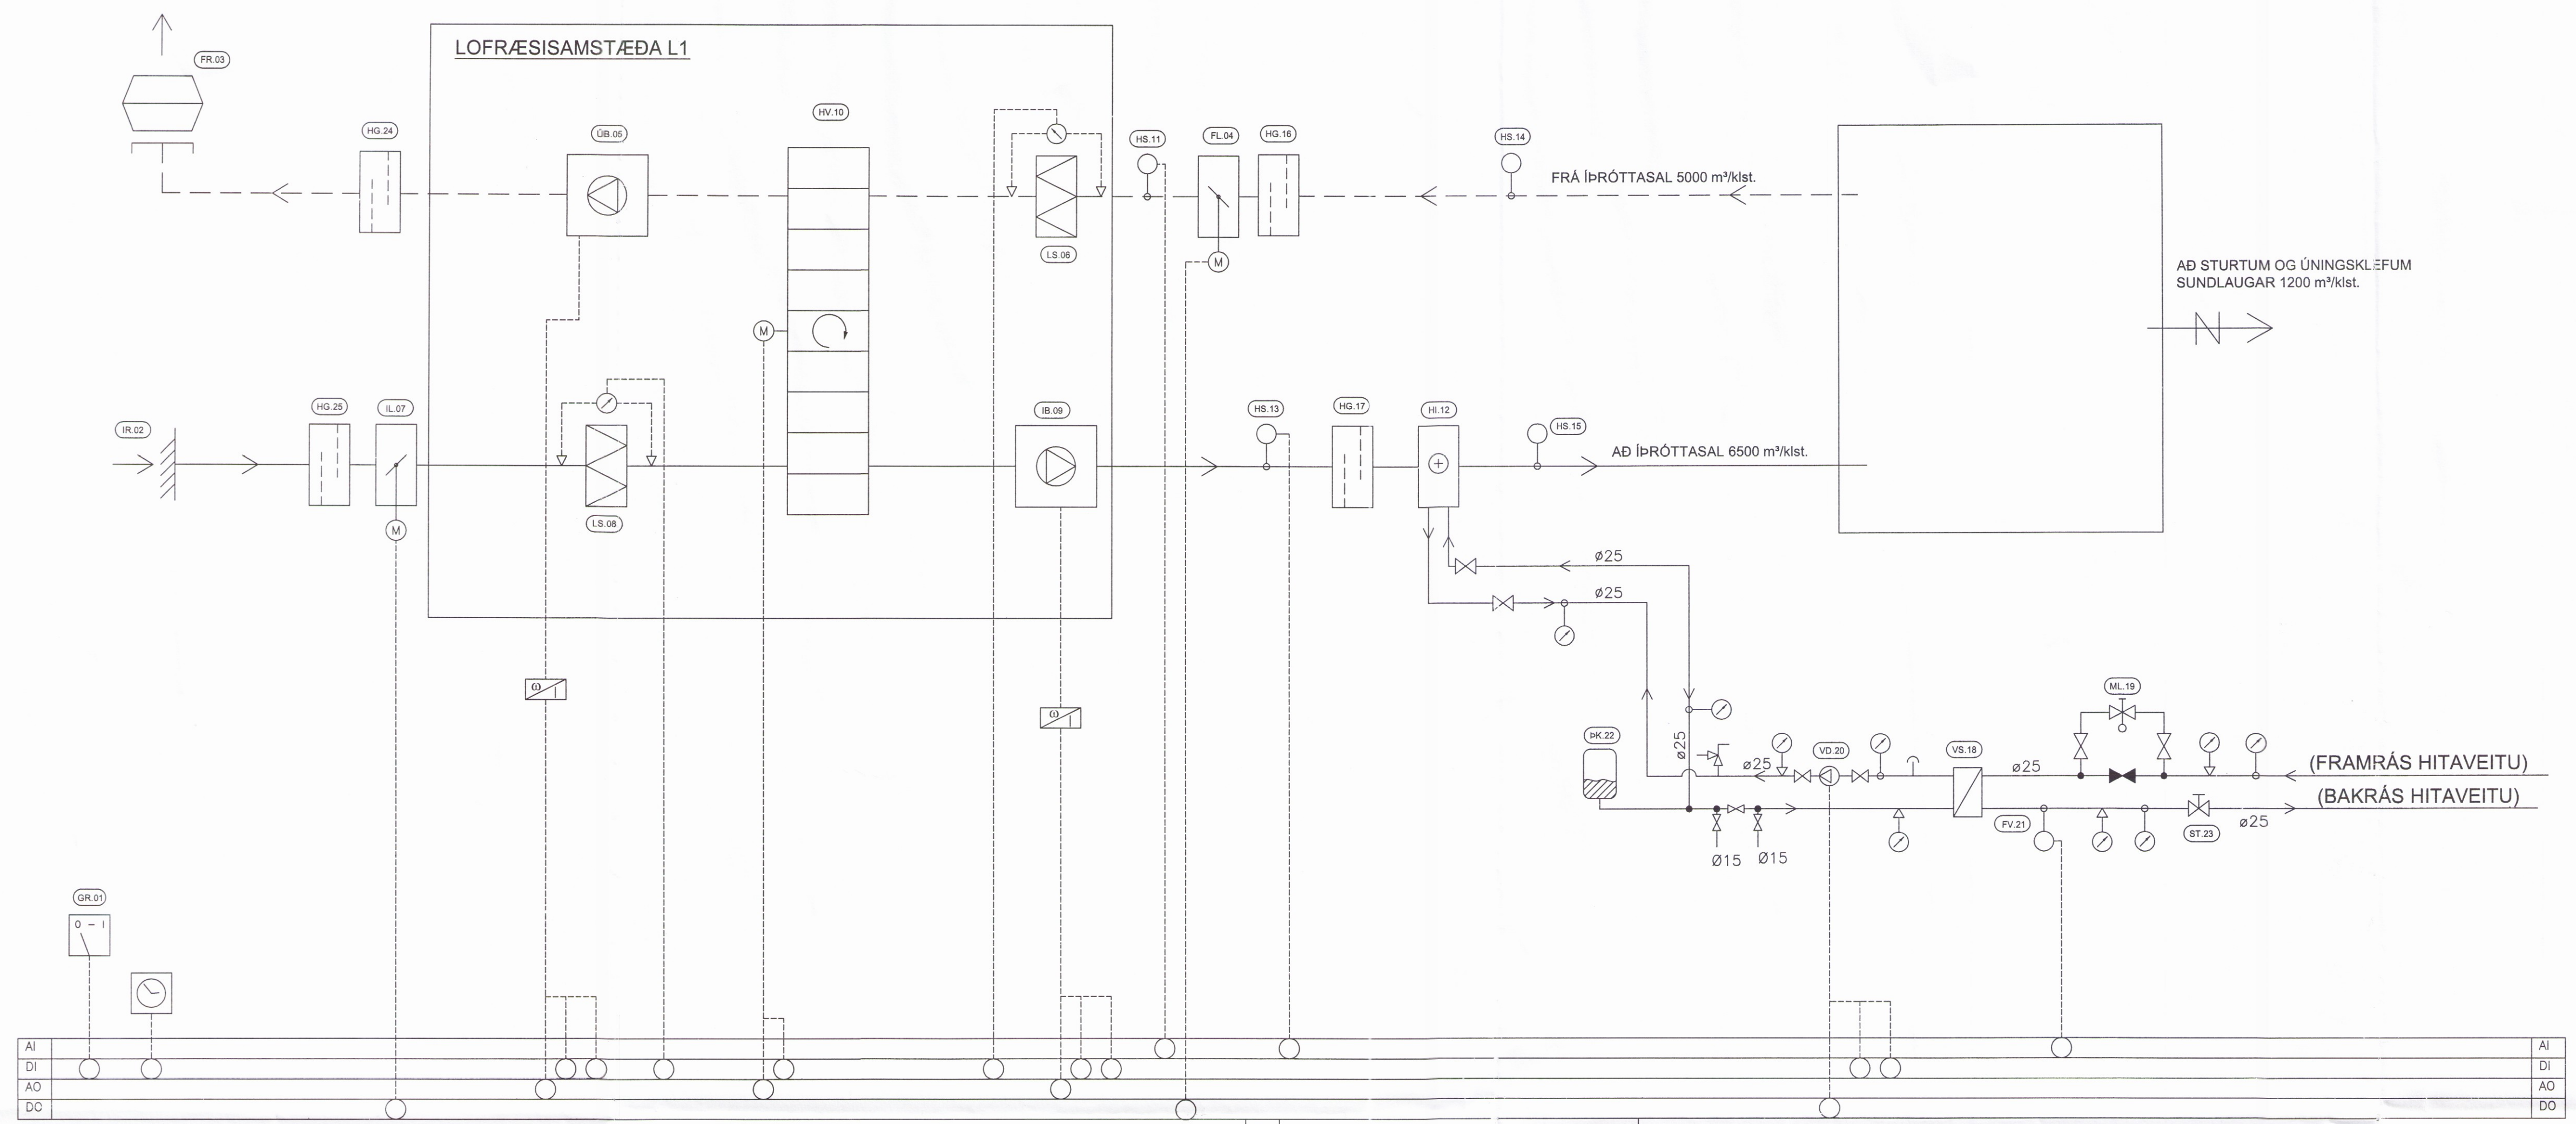 LOFRÆSISAMSTÆÐA L1
FR.03
HG.24
ÚB.05
HV.10
LS.06
HS.11
FL.04
HG.16
M
HS.14
FRÁ ÍÞRÓTTASAL 5000 m³/klst.
AÐ STURTUM OG ÚNINGSKLEFUM
SUNDLAUGAR 1200 m³/klst.
M
IR.02
HG.25
IL.07
M
LS.08
IB.09
HS.13
HG.17
HI.12
HS.15
AÐ ÍÞRÓTTASAL 6500 m³/klst.
ø25
ø25
ω
I
ω
I
ÞK.22
ø25
ø25
VD.20
VS.18
ø25
ML.19
(FRAMRÁS HITAVEITU)
(BAKRÁS HITAVEITU)
FV.21
ST.23
ø25
Ø15
Ø15
GR.01
0 – I
AI
DI
AO
DO
AI
DI
AO
DO